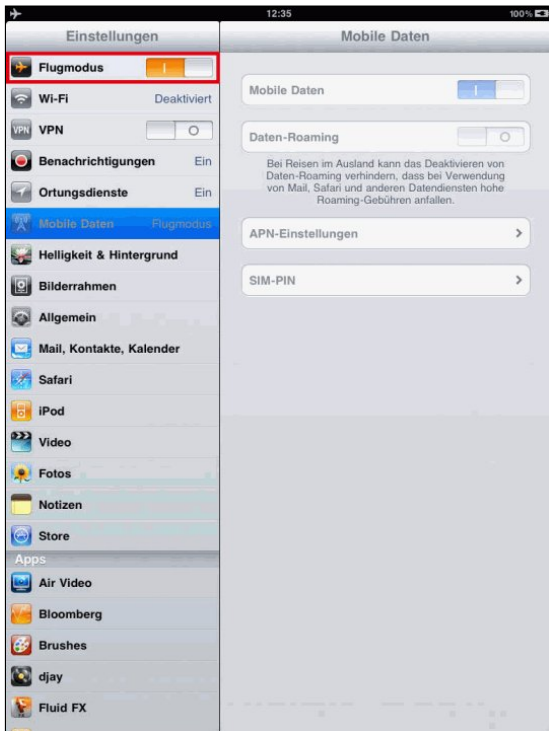 12:35
100%
Einstellungen
Flugmodus
Wi-Fi Deaktiviert
VPN VPN
Benachrichtigungen Ein
Ortungsdienste Ein
Mobile Daten Flugmodus
Helligkeit & Hintergrund
Bilderrahmen
Allgemein
Mail, Kontakte, Kalender
Safari
iPod
Video
Fotos
Notizen
Store
Apps
Air Video
Bloomberg
Brushes
djay
Fluid FX
Mobile Daten
Mobile Daten
Daten-Roaming
Bei Reisen im Ausland kann das Deaktivieren von
Daten-Roaming verhindern, dass bei Verwendung
von Mail, Safari und anderen Datendiensten hohe
Roaming-Gebühren anfallen.
APN-Einstellungen
SIM-PIN